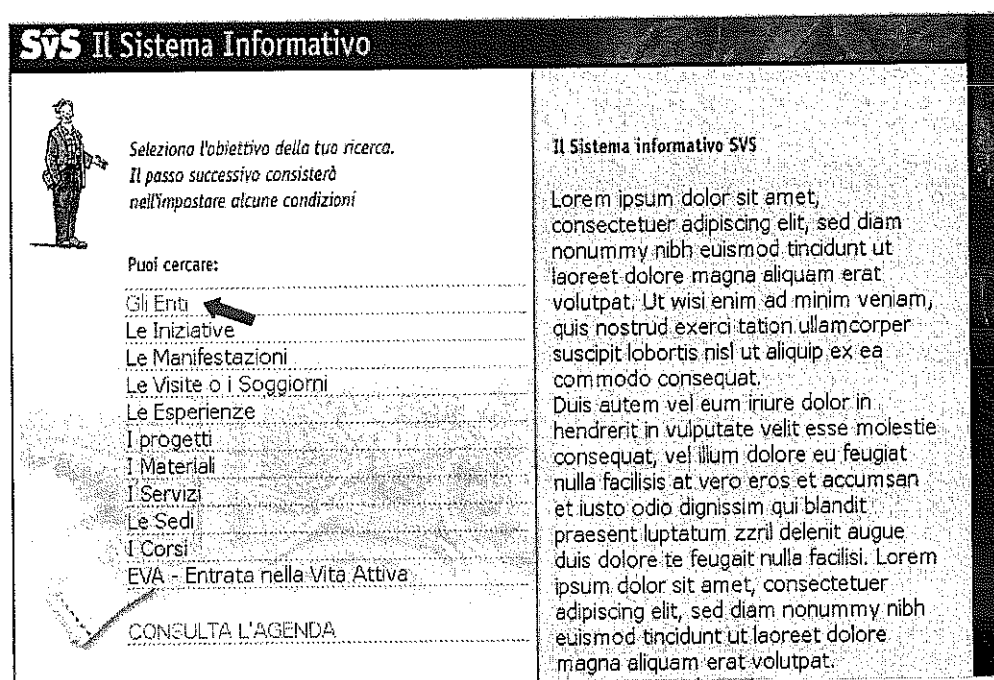 SVS Il Sistema Informativo
Seleziona l'obiettivo della tua ricerca.
Il passo successivo consisterà
nell'impostare alcune condizioni
Puoi cercare:
Gli Enti
Le Iniziative
Le Manifestazioni
Le Visite o i Soggiorni
Le Esperienze
I progetti
I Materiali
I Servizi
Le Sedi
I Corsi
EVA - Entrata nella Vita Attiva
CONSULTA L'AGENDA
Il Sistema informativo SVS
Lorem ipsum dolor sit amet,
consectetuer adipiscing elit, sed diam
nonummy nibh euismod tincidunt ut
laoreet dolore magna aliquam erat
volutpat. Ut wisi enim ad minim veniam,
quis nostrud exerci tation ullamcorper
suscipit lobortis nisl ut aliquip ex ea
commodo consequat.
Duis autem vel eum iriure dolor in
hendrerit in vulputate velit esse molestie
consequat, vel illum dolore eu feugiat
nulla facilisis at vero eros et accumsan
et iusto odio dignissim qui blandit
praesent luptatum zzril delenit augue
duis dolore te feugait nulla facilisi. Lorem
ipsum dolor sit amet, consectetuer
adipiscing elit, sed diam nonummy nibh
euismod tincidunt ut laoreet dolore
magna aliquam erat volutpat.